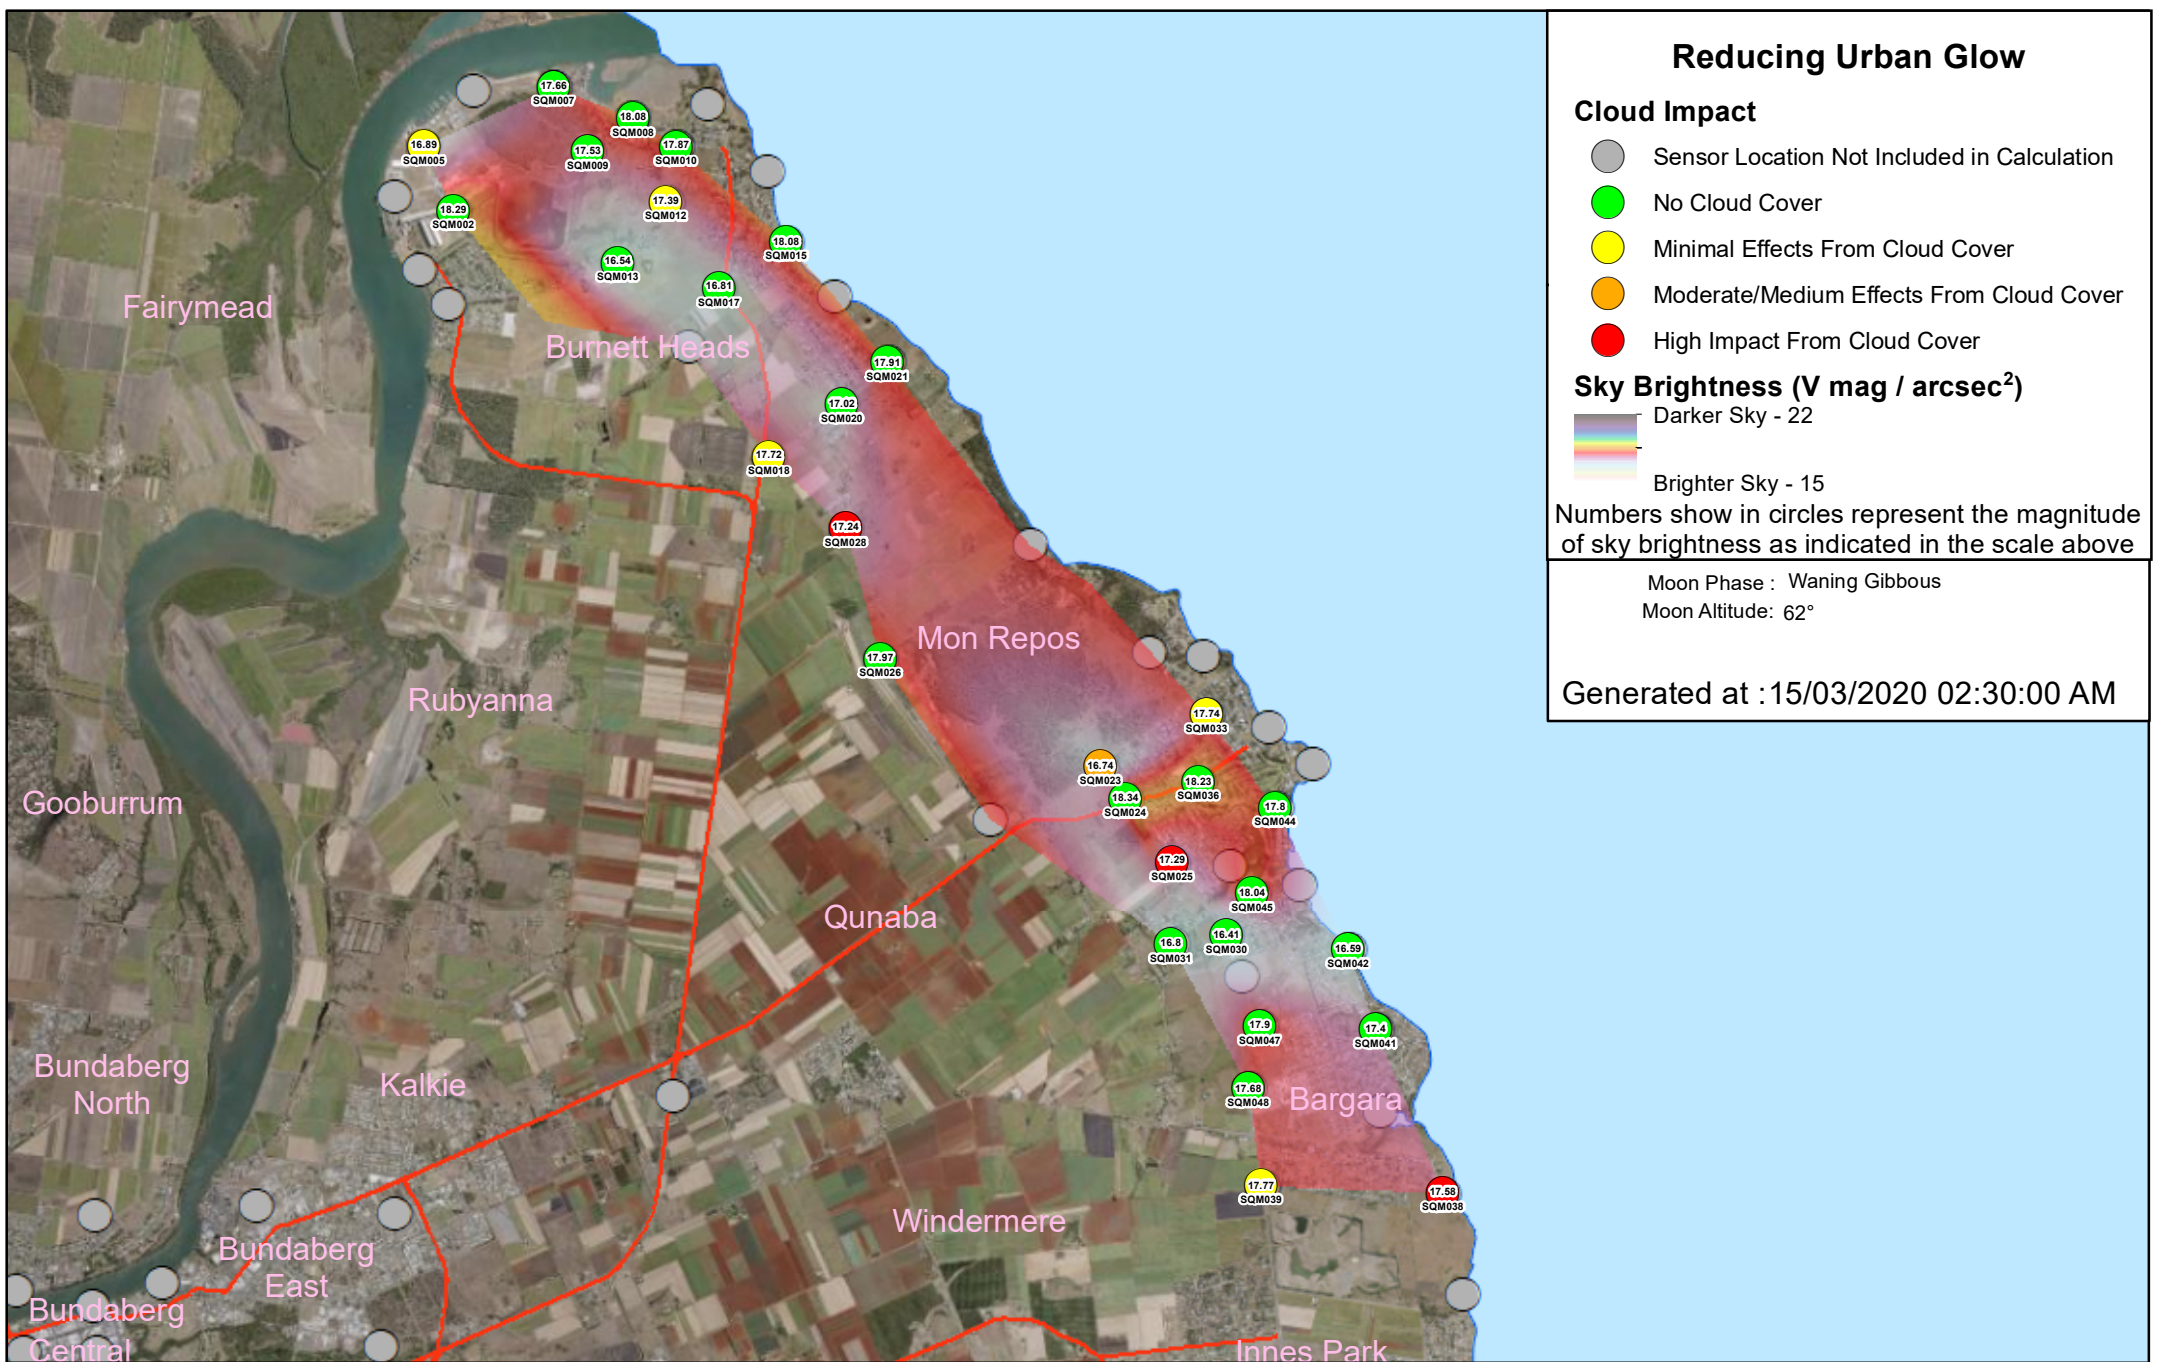 Reducing Urban Glow
Cloud Impact
Sensor Location Not Included in Calculation
No Cloud Cover
Minimal Effects From Cloud Cover
Moderate/Medium Effects From Cloud Cover
High Impact From Cloud Cover
Sky Brightness (V mag / arcsec²)
Darker Sky - 22
Brighter Sky - 15
Numbers show in circles represent the magnitude
of sky brightness as indicated in the scale above
Moon Phase : Waning Gibbous
Moon Altitude: 62°
Generated at :15/03/2020 02:30:00 AM
17.66
SQM007
18.08
SQM008
16.89
SQM005
17.53
SQM009
17.87
SQM010
18.29
SQM002
17.39
SQM012
18.08
SQM015
16.54
SQM013
16.81
SQM017
Fairymead
Burnett Heads
17.91
SQM021
17.02
SQM020
17.72
SQM018
17.24
SQM028
Mon Repos
17.97
SQM026
Rubyanna
17.74
SQM033
16.74
SQM023
18.23
SQM036
18.34
SQM024
17.8
SQM044
Gooburrum
17.29
SQM025
18.04
SQM045
Qunaba
16.8
SQM031
16.41
SQM030
16.59
SQM042
17.9
SQM047
17.4
SQM041
Bundaberg
North
Kalkie
17.68
SQM048
Bargara
17.77
SQM039
17.58
SQM038
Windermere
Bundaberg
East
Bundaberg
Central
Innes Park